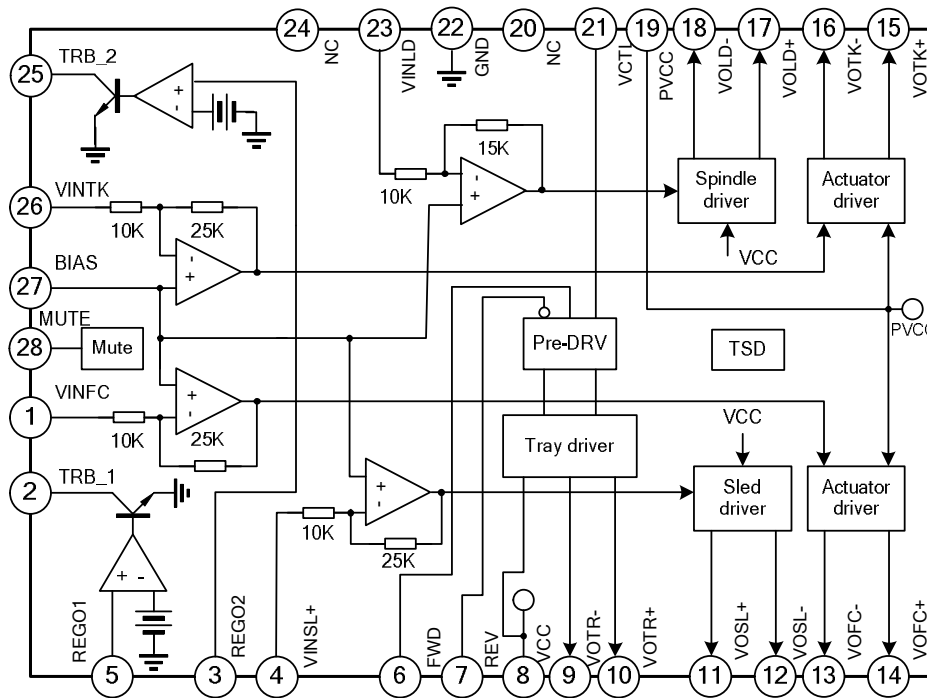 24
23
22
20
21
19
18
17
16
15
NC
VINLD
GND
NC
VCTL
PVCC
VOLD-
VOLD+
VOTK-
VOTK+
25
TRB_2
+
-
15K
10K
-
+
Spindle
driver
Actuator
driver
VCC
26
VINTK
10K
25K
-
+
27
BIAS
PVCC
28
MUTE
Mute
Pre-DRV
TSD
1
VINFC
10K
25K
+
-
Tray driver
VCC
2
TRB_1
+
-
10K
25K
Sled
driver
Actuator
driver
+ -
REGO1
REGO2
VINSL+
FWD
REV
VCC
VOTR-
VOTR+
VOSL+
VOSL-
VOFC-
VOFC+
5
3
4
6
7
8
9
10
11
12
13
14